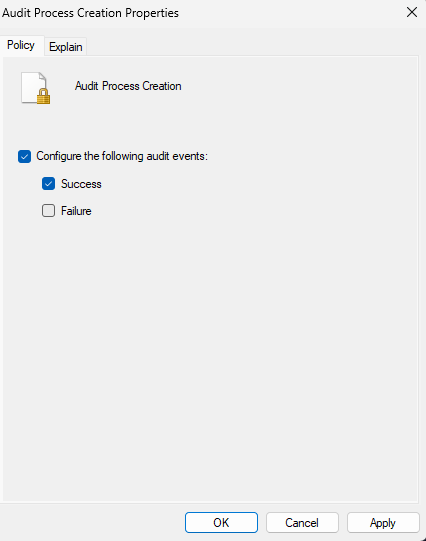 Audit Process Creation Properties
Policy
Explain
Audit Process Creation
Configure the following audit events:
Success
Failure
OK
Cancel
Apply